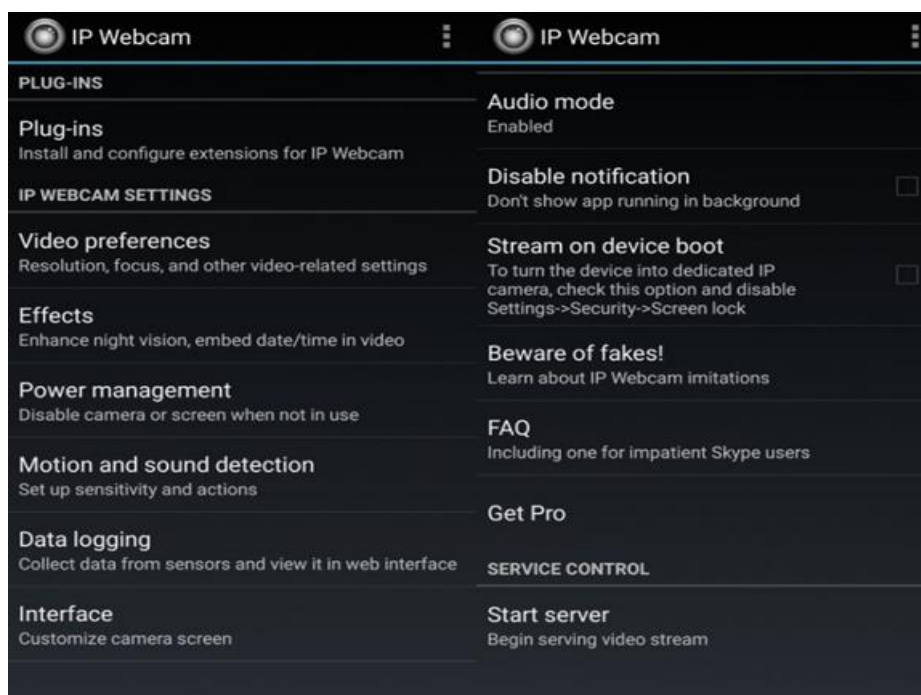 IP Webcam
PLUG-INS
Plug-ins
Install and configure extensions for IP Webcam
IP WEBCAM SETTINGS
Video preferences
Resolution, focus, and other video-related settings
Effects
Enhance night vision, embed date/time in video
Power management
Disable camera or screen when not in use
Motion and sound detection
Set up sensitivity and actions
Data logging
Collect data from sensors and view it in web interface
Interface
Customize camera screen
IP Webcam
Audio mode
Enabled
Disable notification
Don't show app running in background
Stream on device boot
To turn the device into dedicated IP
camera, check this option and disable
Settings->Security->Screen lock
Beware of fakes!
Learn about IP Webcam imitations
FAQ
Including one for impatient Skype users
Get Pro
SERVICE CONTROL
Start server
Begin serving video stream